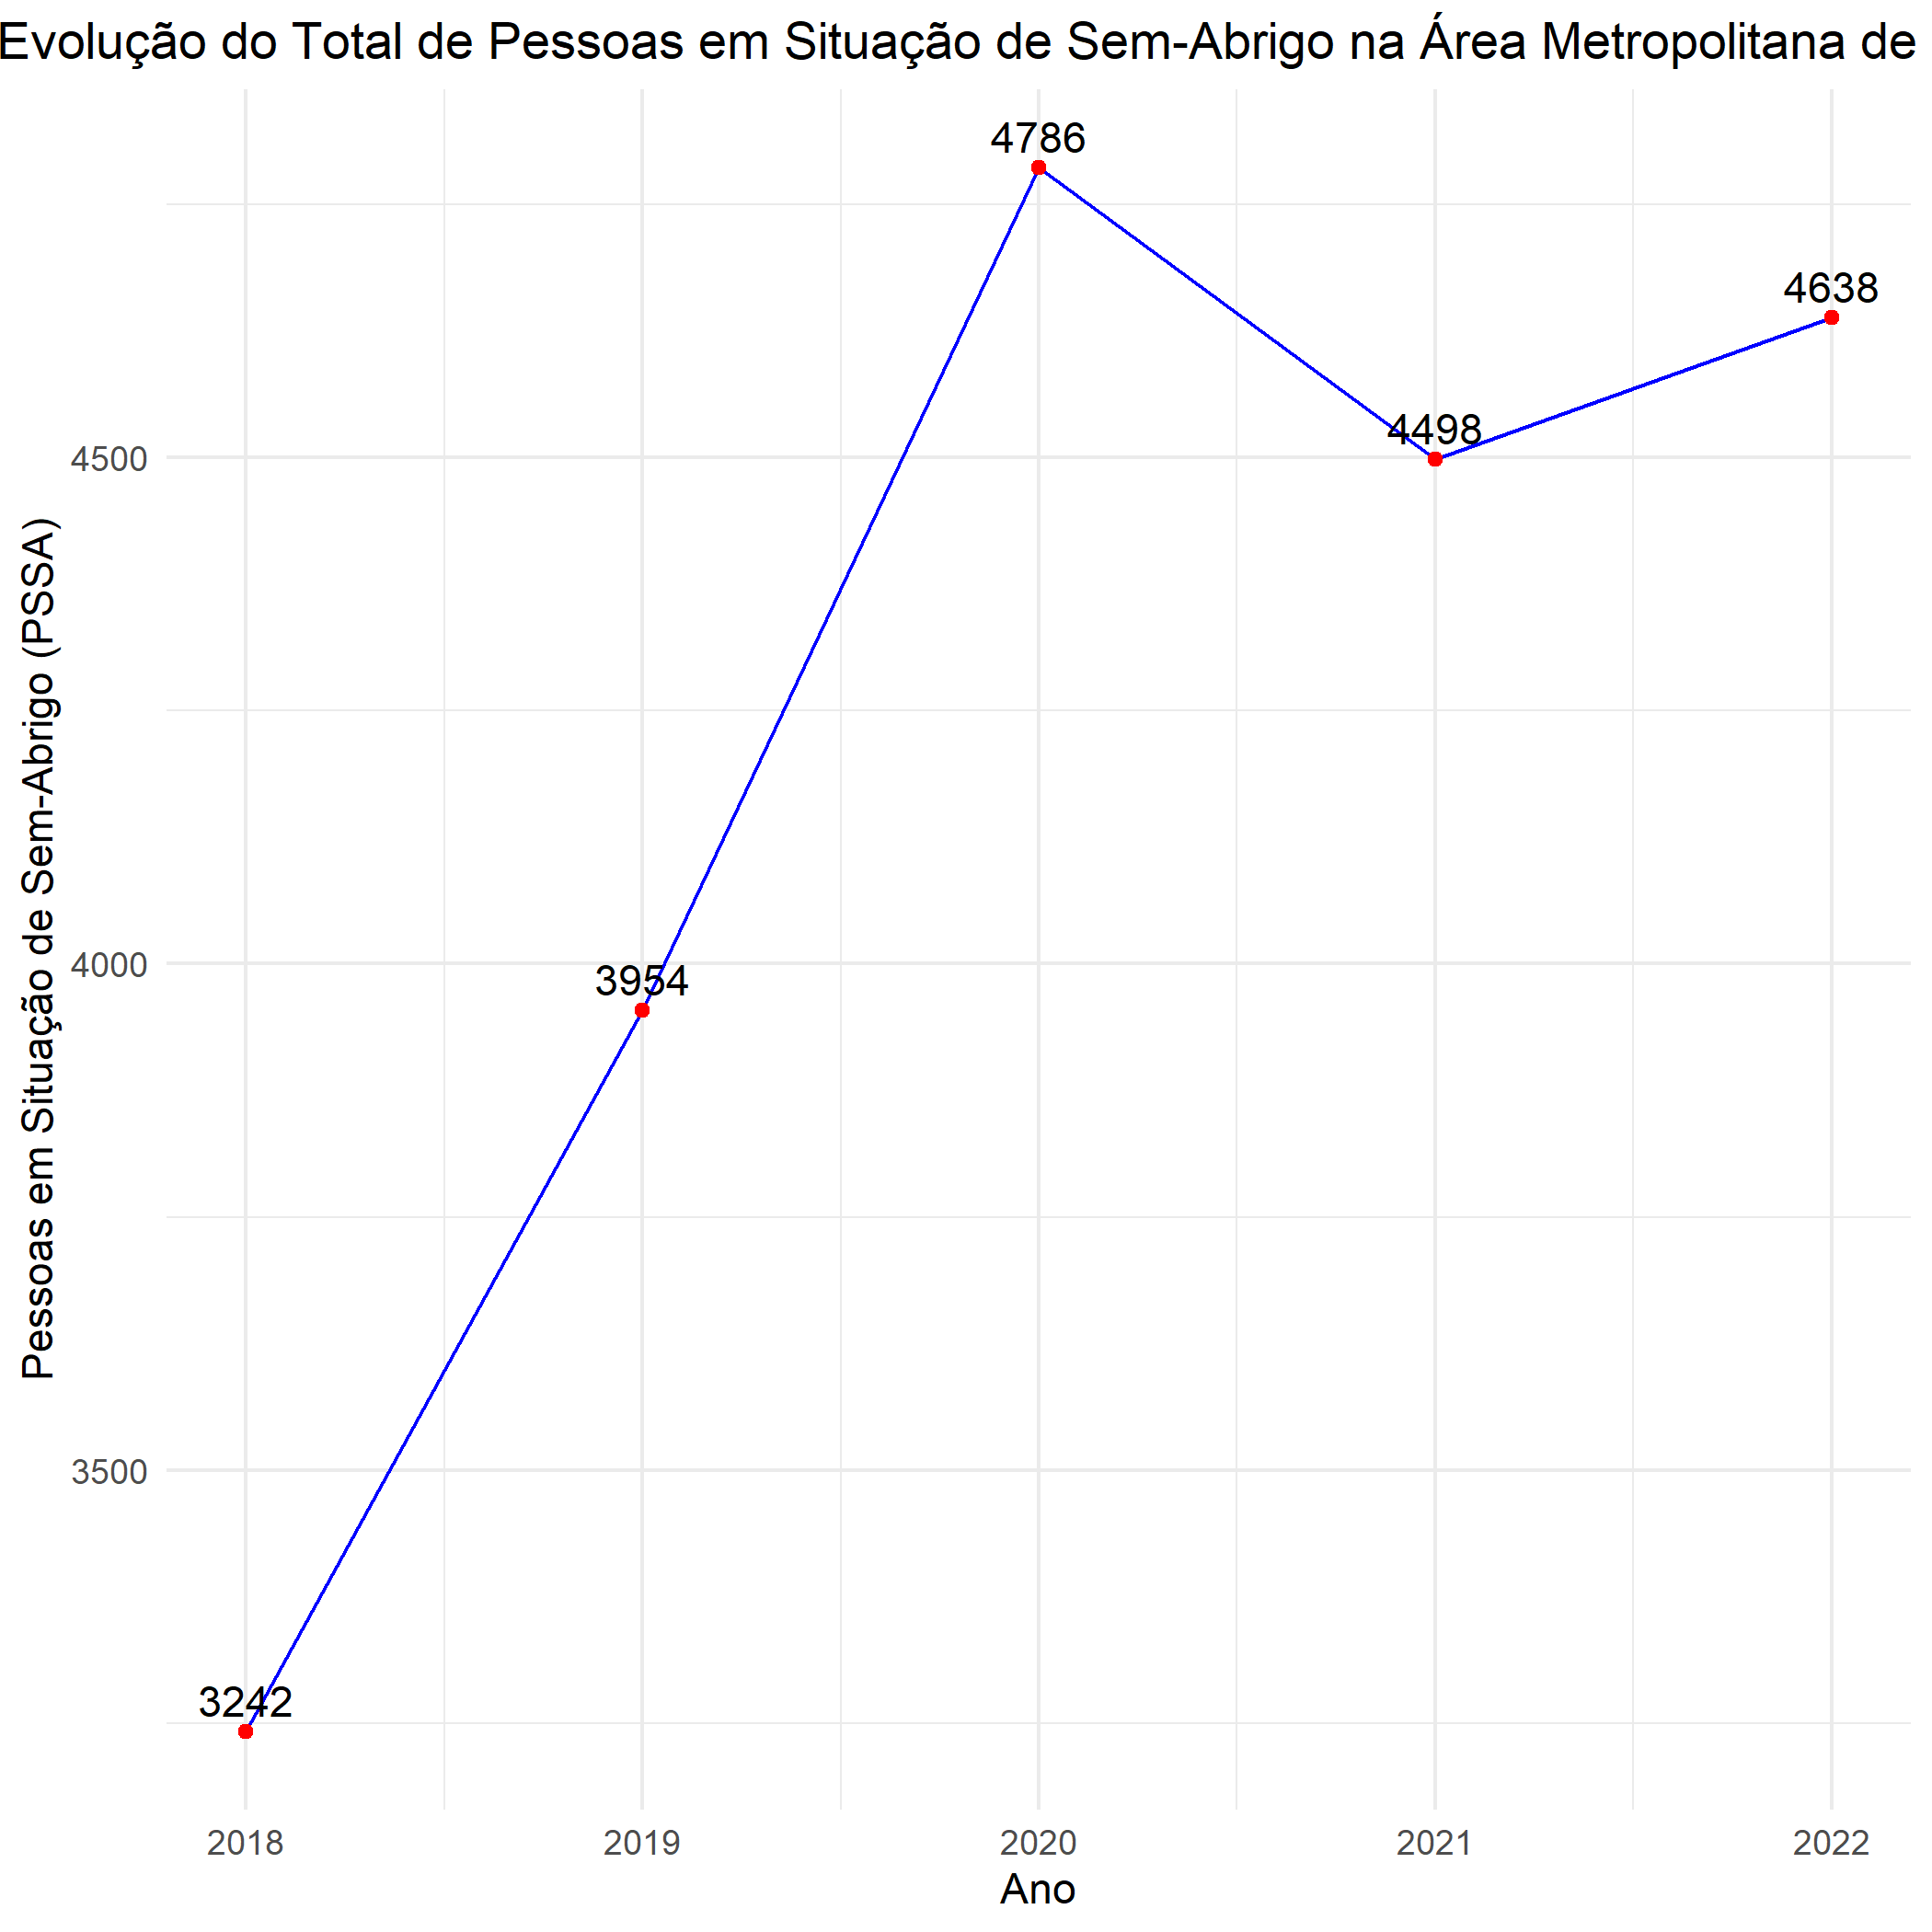 Evolução do Total de Pessoas em Situação de Sem-Abrigo na Área Metropolitana de
4786
4638
4498
3954
3242
4500
4000
3500
Pessoas em Situação de Sem-Abrigo (PSSA)
2018 2019 2020 2021 2022
Ano